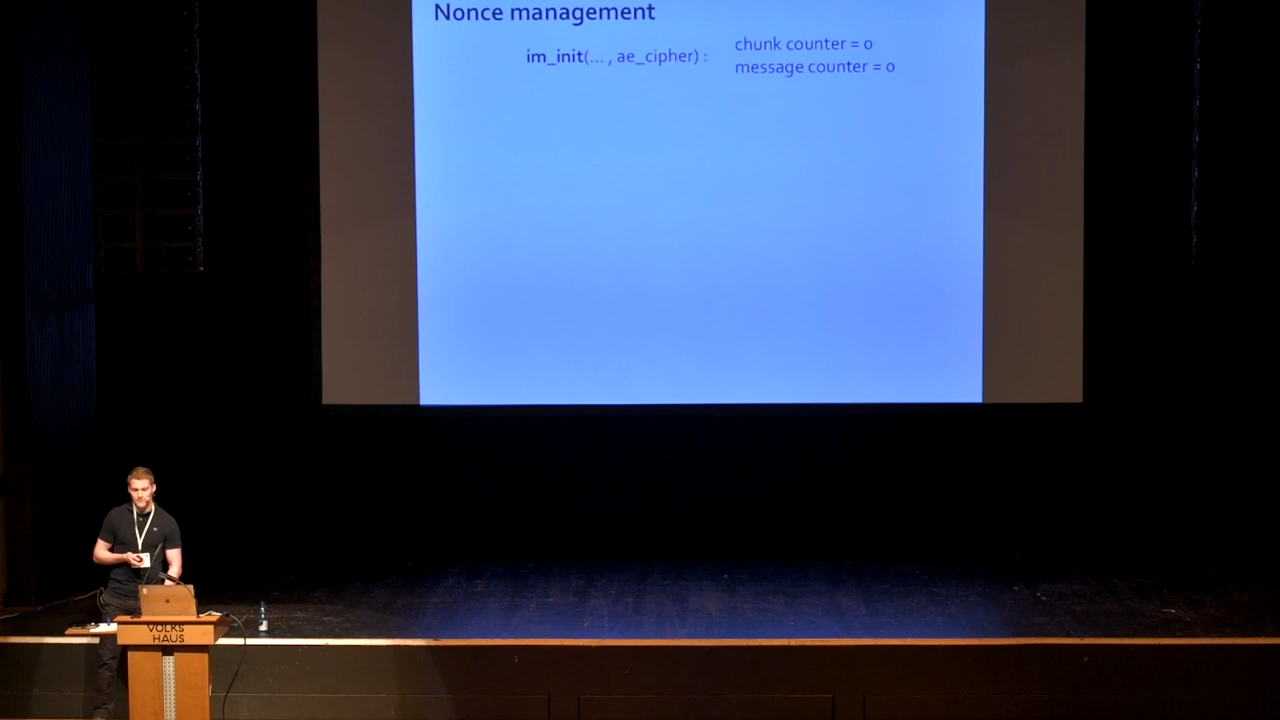 Nonce management
im_init(... , ae_cipher) :
chunk counter = 0
message counter = 0
VOLKS
HAUS